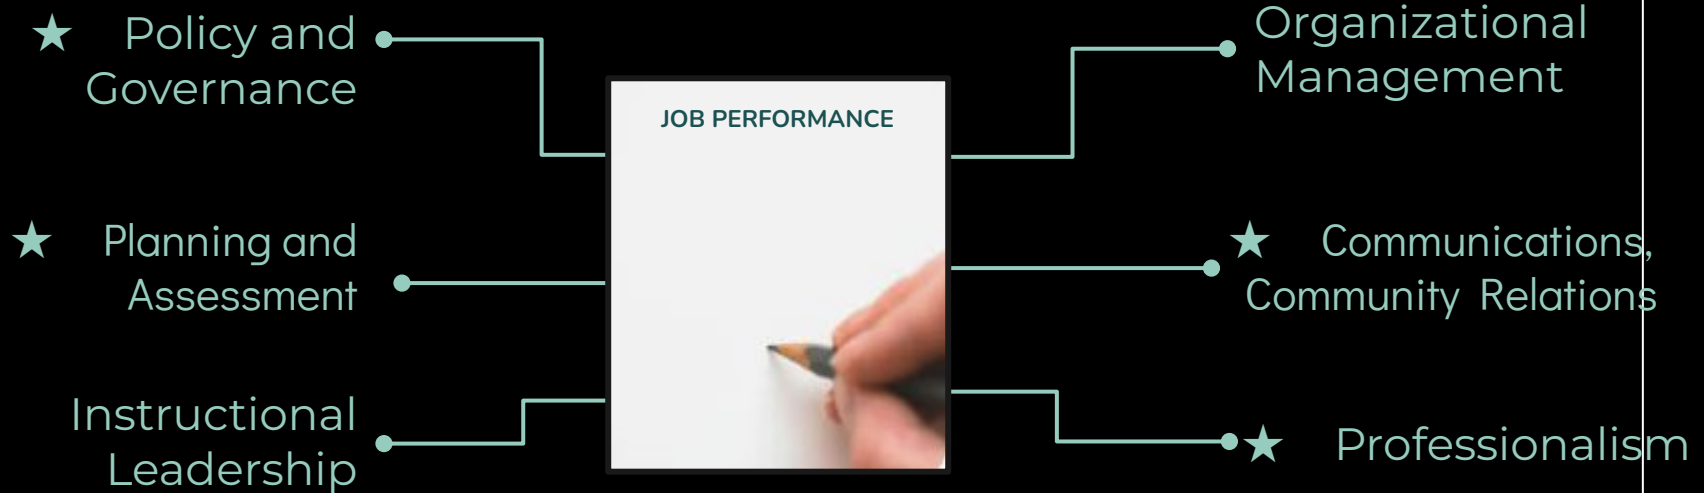 ★ Policy and
Governance
★ Planning and
Assessment
Instructional
Leadership
JOB PERFORMANCE
Organizational
Management
★ Communications,
Community Relations
★ Professionalism